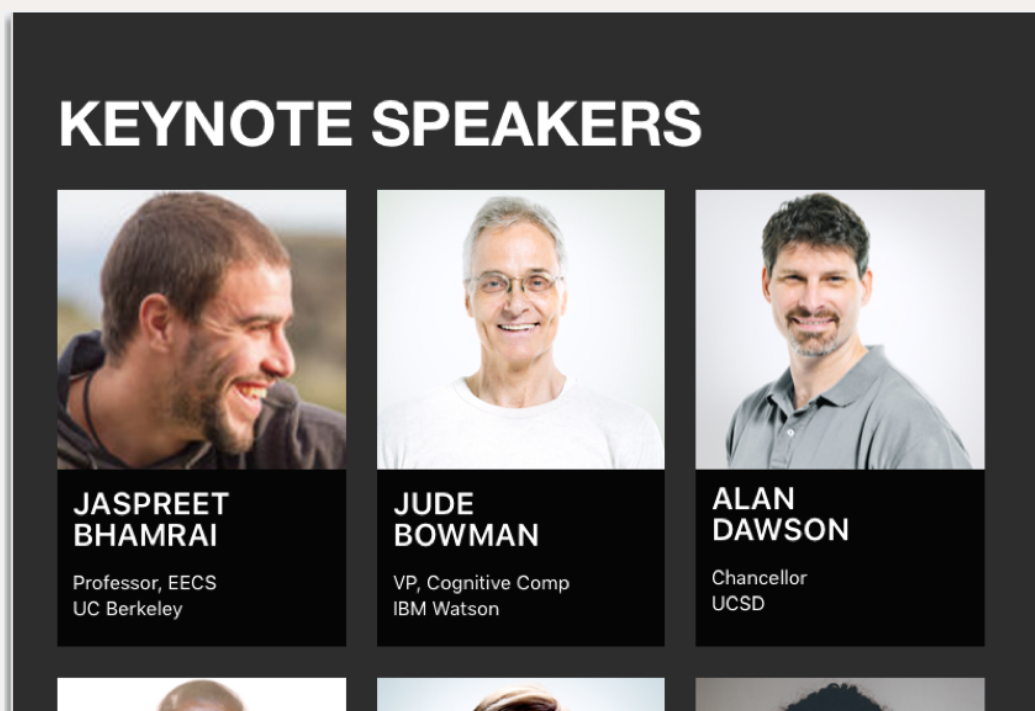 KEYNOTE SPEAKERS
JASPREET
BHAMRAI
Professor, EECS
UC Berkeley
JUDE
BOWMAN
VP, Cognitive Comp
IBM Watson
ALAN
DAWSON
Chancellor
UCSD